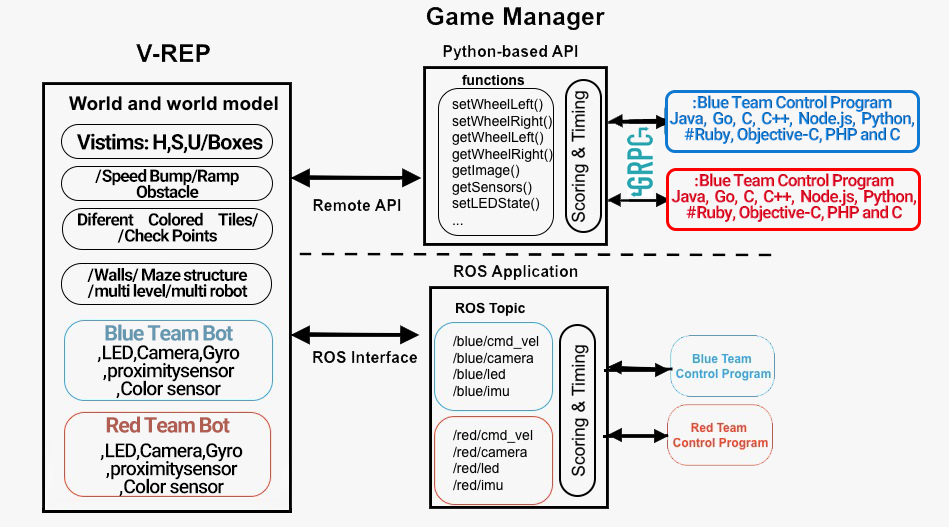 Game Manager
V-REP
Python-based API
World and world model
Vistims: H,S,U/Boxes
/Speed Bump/Ramp
Obstacle
Diferent Colored Tiles/
/Check Points
/Walls/ Maze structure
/multi level/multi robot
Blue Team Bot
,LED,Camera,Gyro
,proximitysensor
,Color sensor
Red Team Bot
,LED,Camera,Gyro
,proximitysensor
,Color sensor
Remote API
ROS Interface
functions
setWheelLeft()
setWheelRight()
getWheelLeft()
getWheelRight()
getImage()
getSensors()
setLEDState()
...
Scoring & Timing
GRPC
:Blue Team Control Program
Java, Go, C, C++, Node.js, Python,
#Ruby, Objective-C, PHP and C
:Blue Team Control Program
Java, Go, C, C++, Node.js, Python,
#Ruby, Objective-C, PHP and C
ROS Application
ROS Topic
/blue/cmd_vel
/blue/camera
/blue/led
/blue/imu
/red/cmd_vel
/red/camera
/red/led
/red/imu
Scoring & Timing
Blue Team
Control Program
Red Team
Control Program